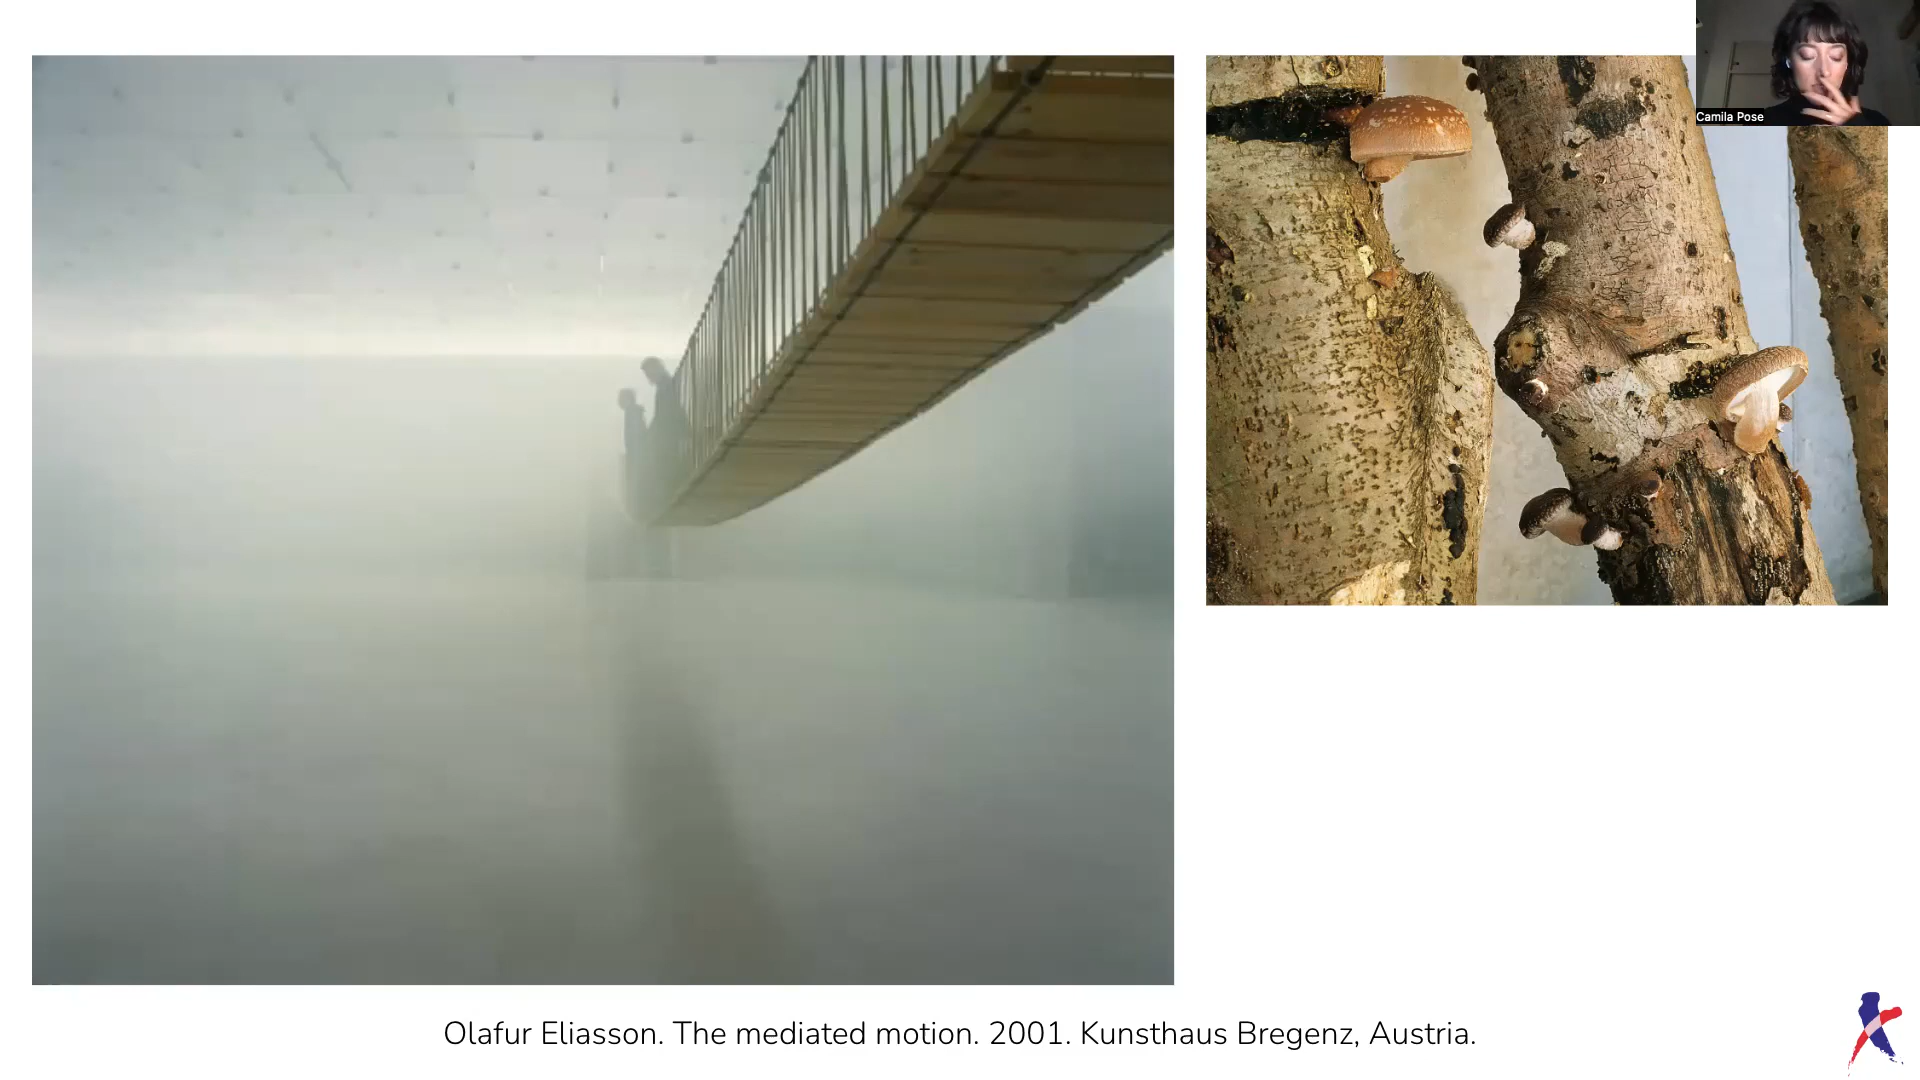 Camila Pose
Olafur Eliasson. The mediated motion. 2001. Kunsthaus Bregenz, Austria.